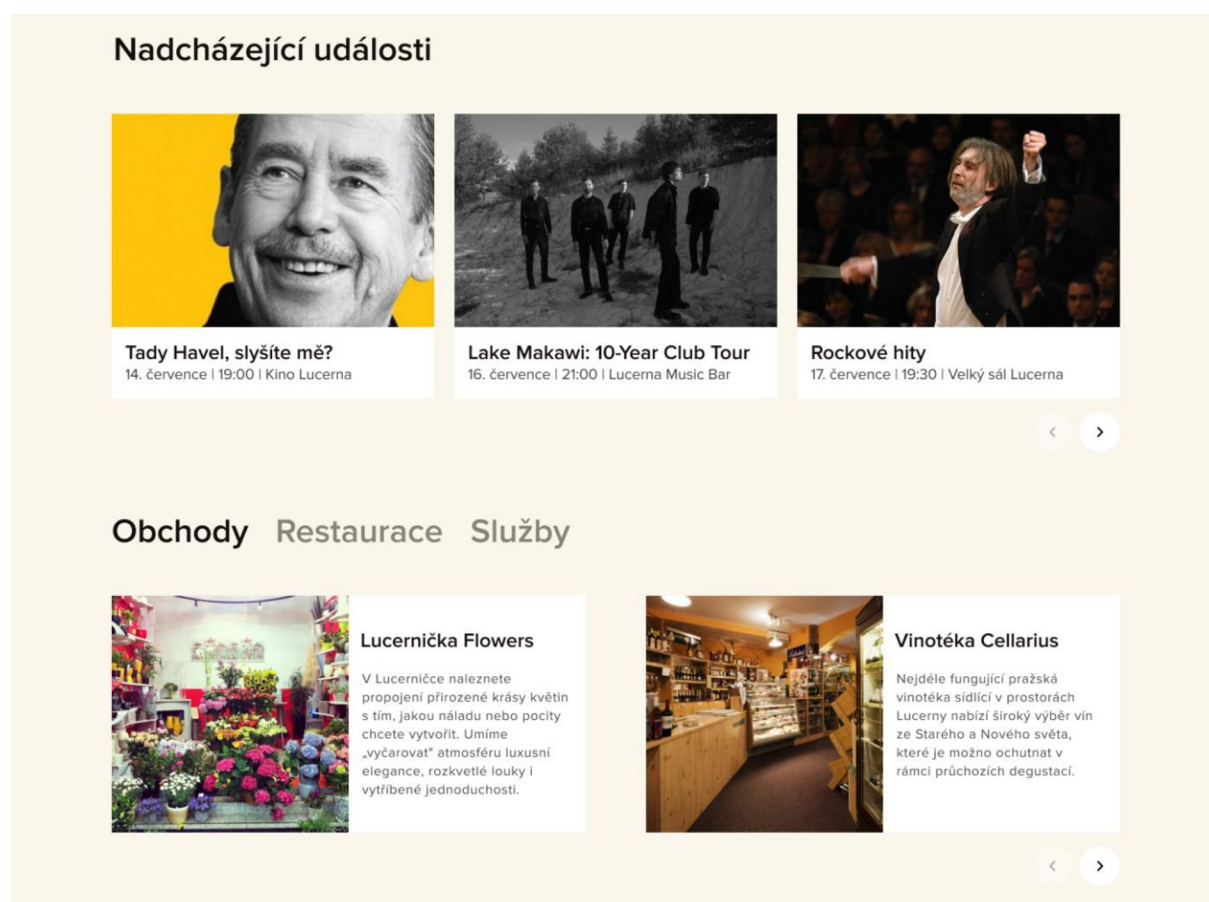 Nadcházející události
Tady Havel, slyšíte mě?
14. července | 19:00 | Kino Lucerna
Lake Makawi: 10-Year Club Tour
16. července | 21:00 | Lucerna Music Bar
Rockové hity
17. července | 19:30 | Velký sál Lucerna
Obchody Restaurace Služby
Lucernička Flowers
V Lucerničce naleznete
propojení přirozené krásy květin
s tím, jakou náladu nebo pocity
chcete vytvořit. Umíme
„vyčarovat" atmosféru luxusní
elegance, rozkvetlé louky i
vytříbené jednoduchosti.
Vinotéka Cellarius
Nejdéle fungující pražská
vinotéka sídlící v prostorách
Lucerny nabízí široký výběr vín
ze Starého a Nového světa,
které je možno ochutnat v
rámci průchozích degustací.